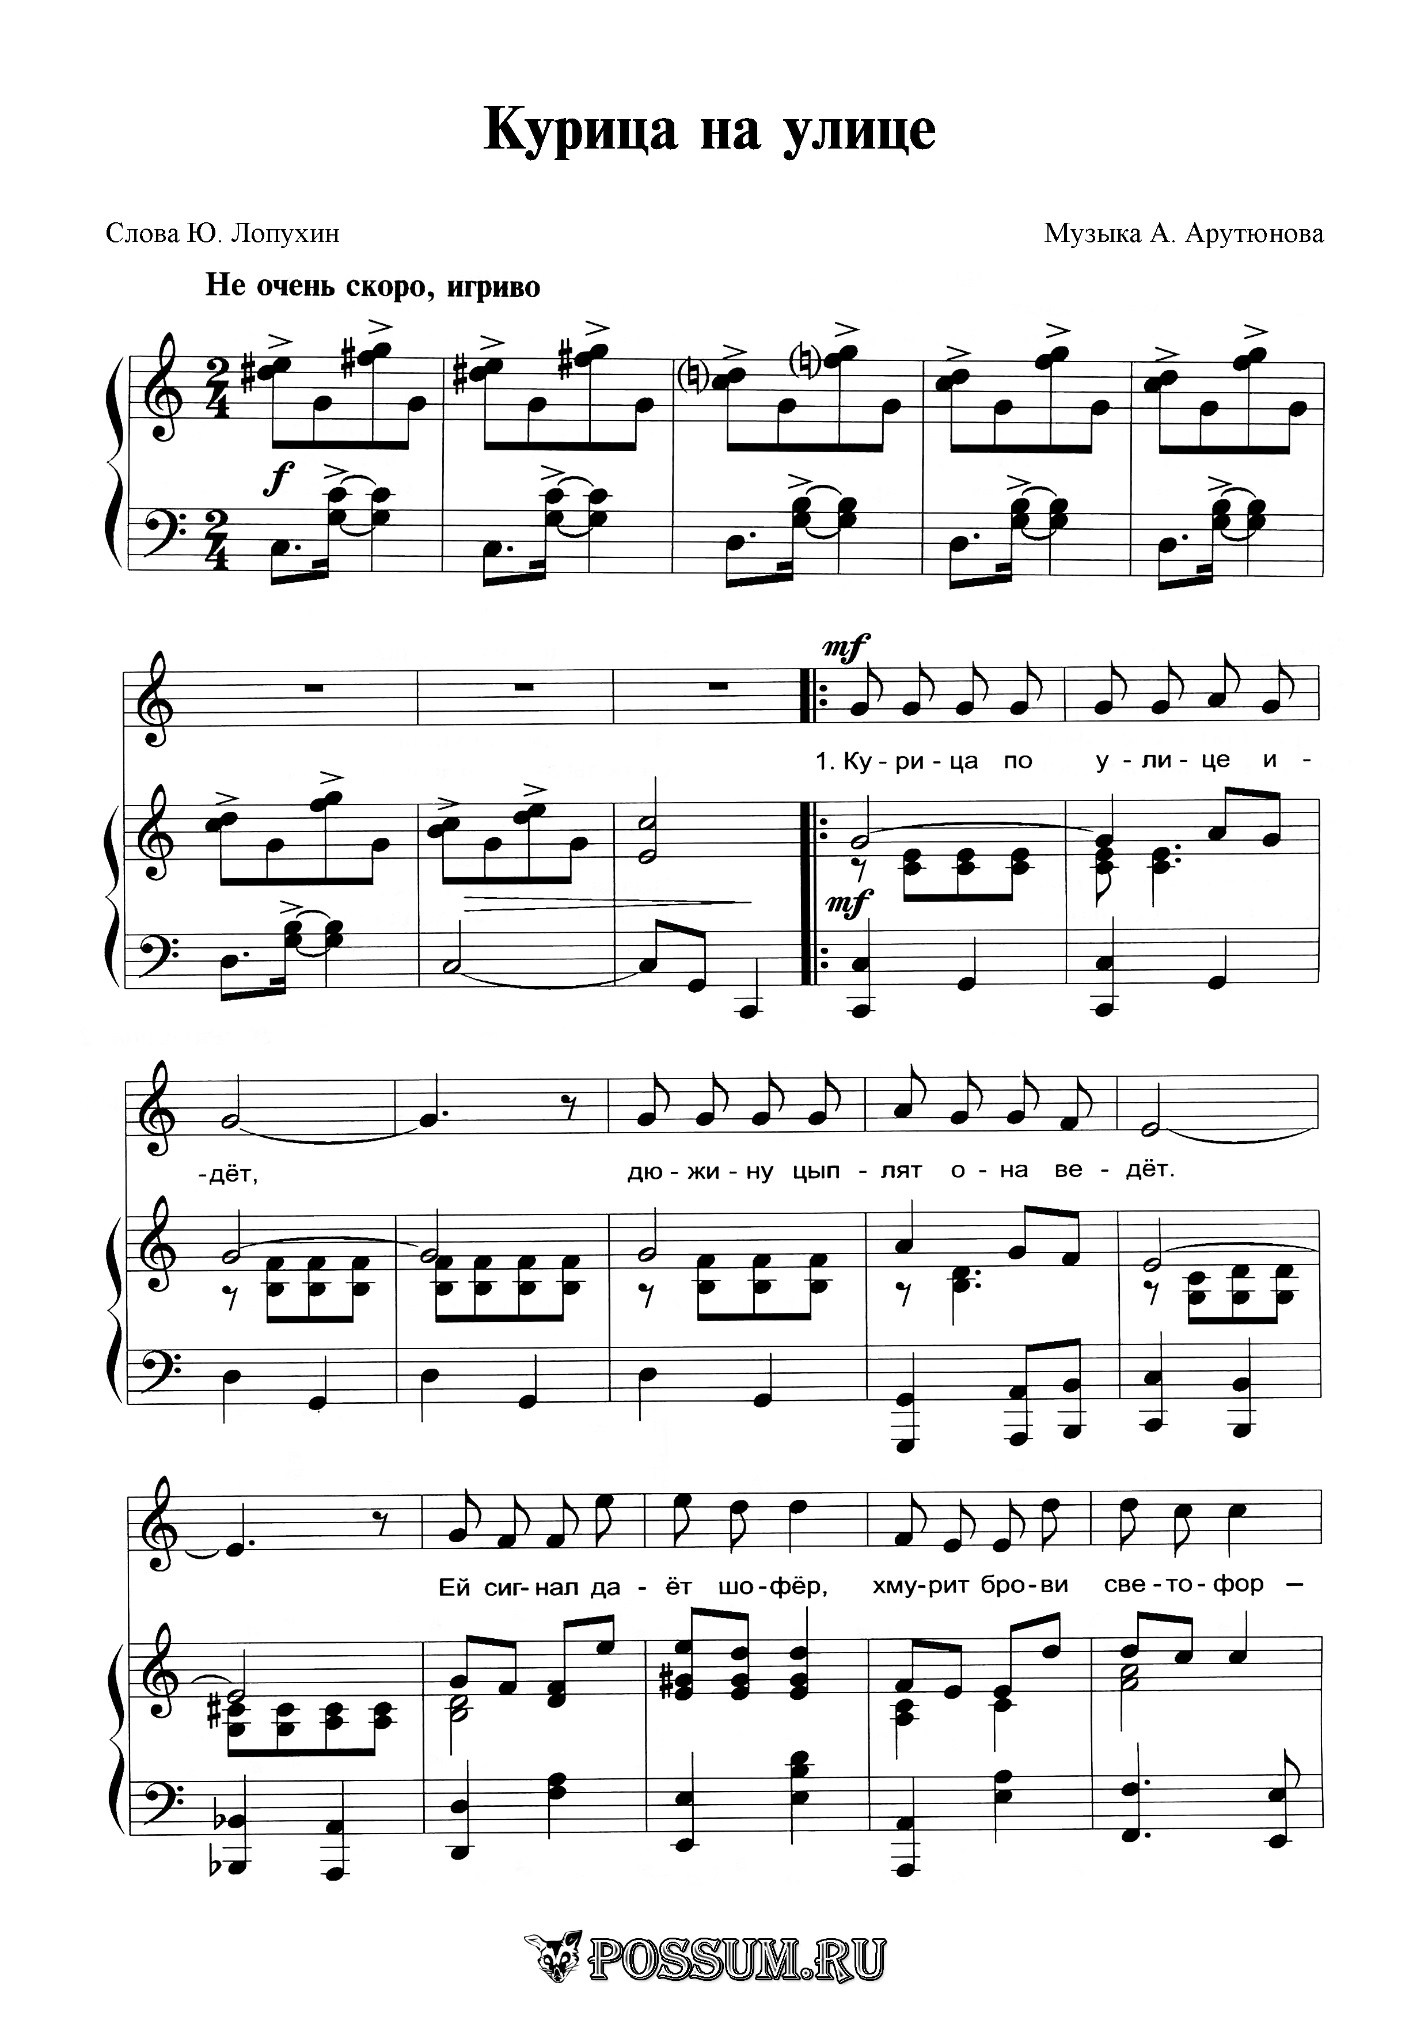 Курица на улице
Слова Ю. Лопухин
Музыка А. Арутюнова
Не очень скоро, игриво
f
mf
1. Ку - ри - ца по у - ли - це и -
mf
-дёт, дю - жи - ну цып - лят о - на ве - дёт.
Ей сиг- нал да - ёт шо - фёр, хму - рит бро - ви све - то - фор –
POSSUM.RU